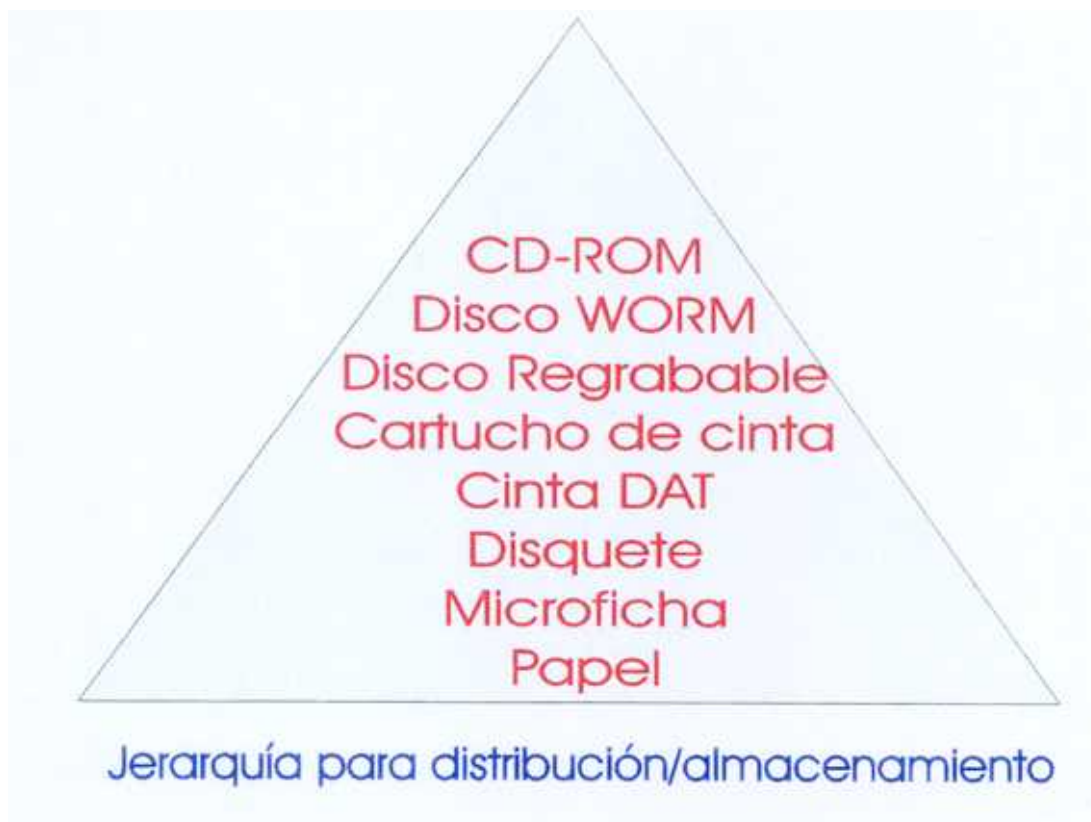 CD-ROM
Disco WORM
Disco Regrabable
Cartucho de cinta
Cinta DAT
Disquete
Microficha
Papel
Jerarquía para distribución/almacenamiento